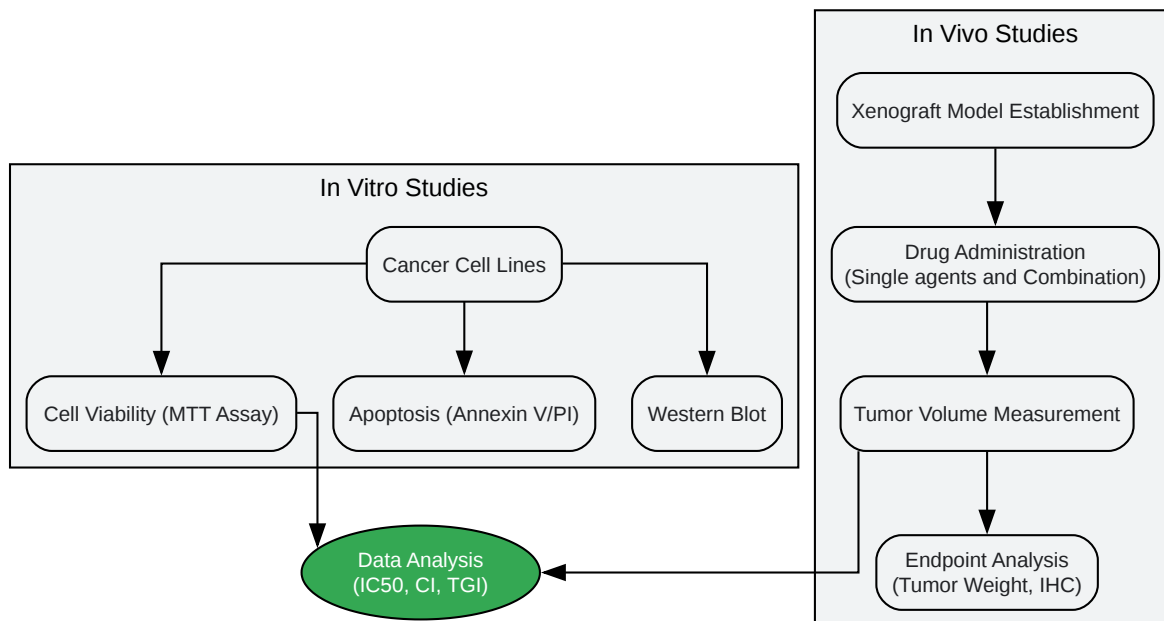 In Vitro Studies
Cancer Cell Lines
Cell Viability (MTT Assay)
Apoptosis (Annexin V/PI)
Western Blot
Data Analysis
(IC50, CI, TGI)
In Vivo Studies
Xenograft Model Establishment
Drug Administration
(Single agents and Combination)
Tumor Volume Measurement
Endpoint Analysis
(Tumor Weight, IHC)